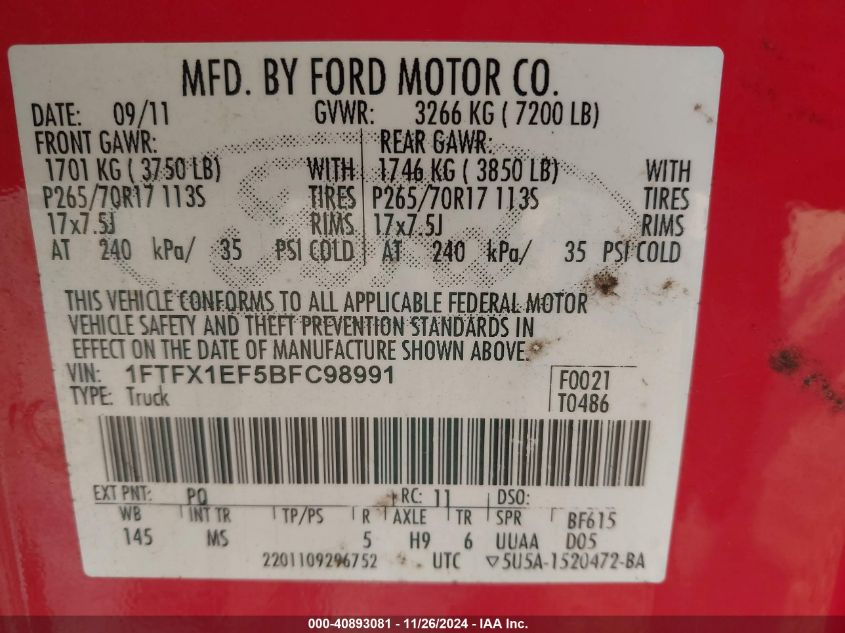 MFD. BY FORD MOTOR CO.
DATE: 09/11 GVWR: 3266 KG ( 7200 LB)
FRONT GAWR: REAR GAWR:
1701 KG ( 3750 LB) WITH 1746 KG ( 3850 LB) WITH
P265/70R17 113S TIRES P265/70R17 113S TIRES
17x7.5J RIMS 17x7.5J RIMS
AT 240 kPa/ 35 PSI COLD AT 240 kPa/ 35 PSI COLD
THIS VEHICLE CONFORMS TO ALL APPLICABLE FEDERAL MOTOR
VEHICLE SAFETY AND THEFT PREVENTION STANDARDS IN
EFFECT ON THE DATE OF MANUFACTURE SHOWN ABOVE.
VIN: 1FTFX1EF5BFC98991 F0021
TYPE: Truck T0486
EXT PNT: PQ RC: 11 DSO:
WB INT TR TP/PS R AXLE TR SPR BF615
145 MS 5 H9 6 UUAA D05
2201109296752 UTC ▽5U5A-1520472-BA
000-40893081 - 11/26/2024 - IAA Inc.